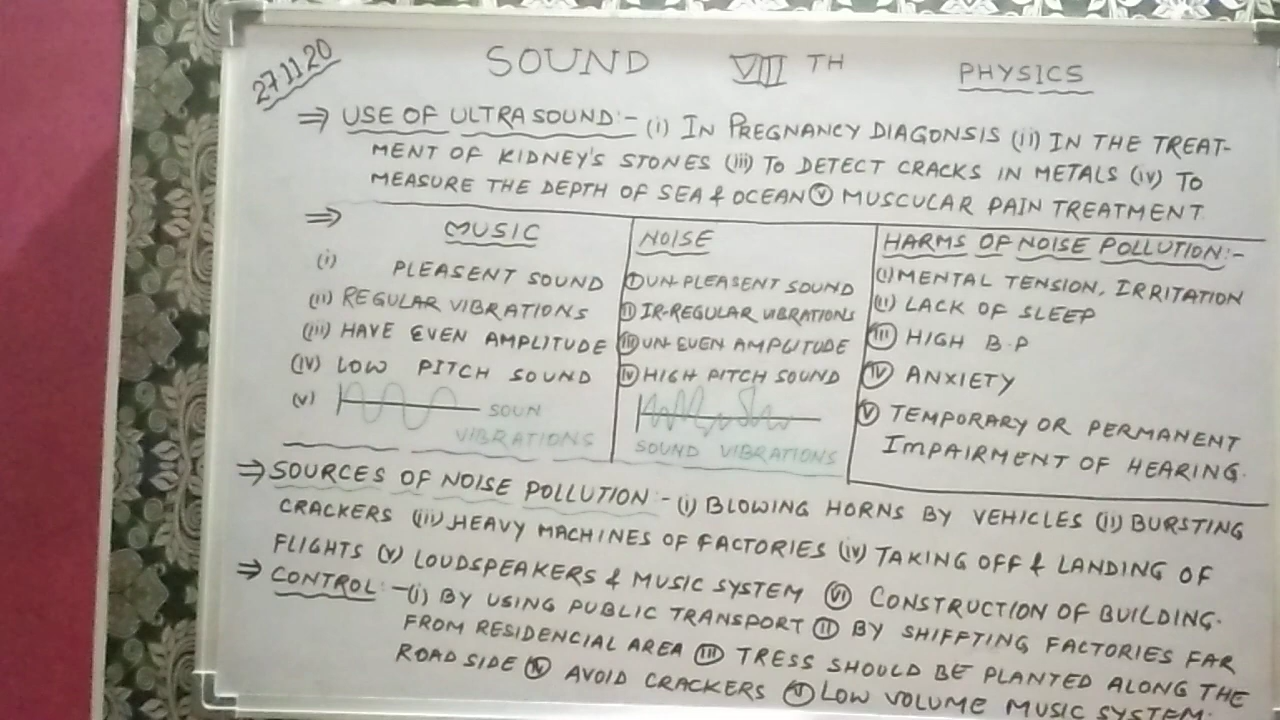 27 11 20
SOUND VIII TH PHYSICS
⇒ USE OF ULTRASOUND:- (i) IN PREGNANCY DIAGONSIS (ii) IN THE TREAT-
MENT OF KIDNEY'S STONES (iii) TO DETECT CRACKS IN METALS (iv) TO
MEASURE THE DEPTH OF SEA & OCEAN (V) MUSCULAR PAIN TREATMENT
⇒ MUSIC
(i) PLEASENT SOUND
(ii) REGULAR VIBRATIONS
(iii) HAVE EVEN AMPLITUDE
(iv) LOW PITCH SOUND
(v) SOUN
VIBRATIONS
NOISE
(I) UN-PLEASENT SOUND
(II) IR-REGULAR VIBRATIONS
(III) UN-EVEN AMPLITUDE
(IV) HIGH PITCH SOUND
SOUND VIBRATIONS
HARMS OF NOISE POLLUTION:-
(I) MENTAL TENSION, IRRITATION
(II) LACK OF SLEEP
(III) HIGH B.P
(IV) ANXIETY
(V) TEMPORARY OR PERMANENT
IMPAIRMENT OF HEARING.
⇒ SOURCES OF NOISE POLLUTION:- (i) BLOWING HORNS BY VEHICLES (ii) BURSTING
CRACKERS (iii) HEAVY MACHINES OF FACTORIES (iv) TAKING OFF & LANDING OF
FLIGHTS (v) LOUDSPEAKERS & MUSIC SYSTEM (VI) CONSTRUCTION OF BUILDING.
⇒ CONTROL:- (i) BY USING PUBLIC TRANSPORT (II) BY SHIFFTING FACTORIES FAR
FROM RESIDENCIAL AREA (III) TRESS SHOULD BE PLANTED ALONG THE
ROAD SIDE (IV) AVOID CRACKERS (V) LOW VOLUME MUSIC SYSTEM.